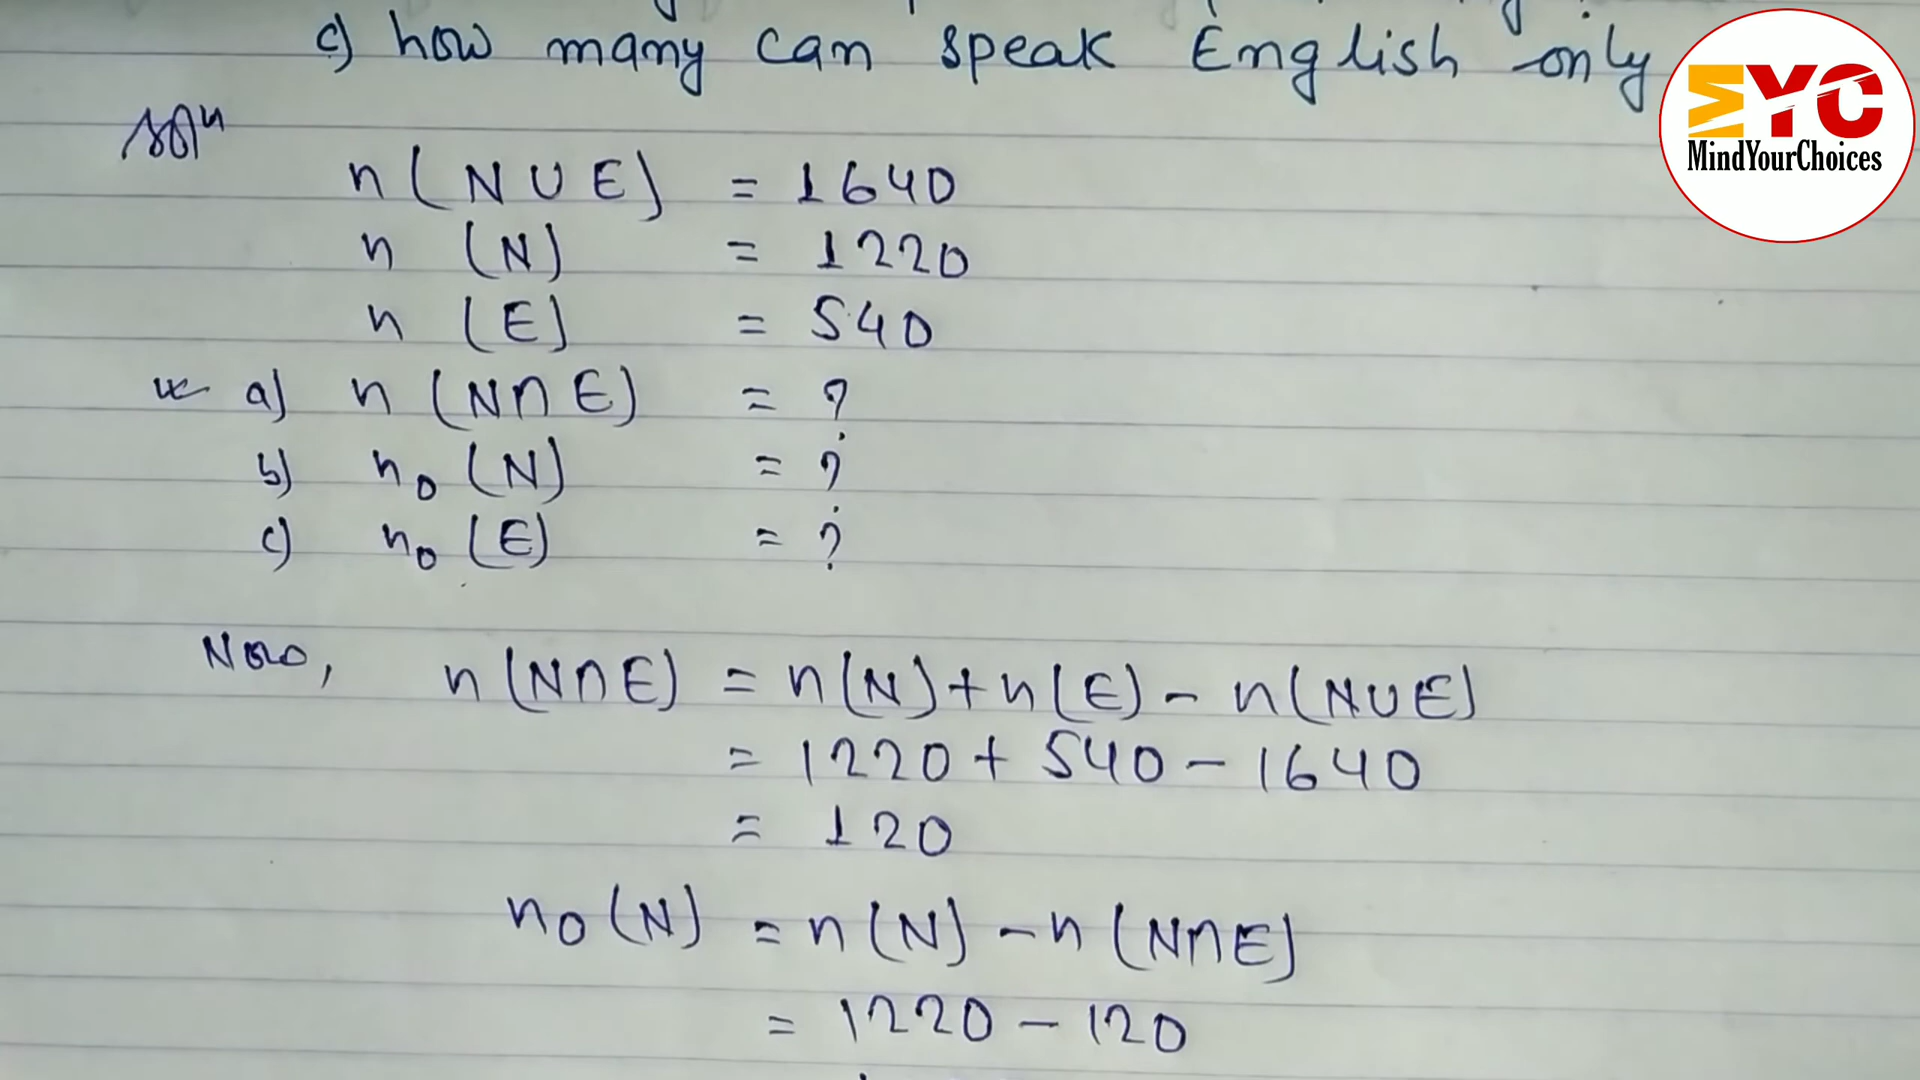 c) how many can speak English only
MYC
MindYourChoices
Solⁿ
n(N∪E) = 1640
n (N) = 1220
n (E) = 540
a) n (N∩E) = ?
b) n₀ (N) = ?
c) n₀ (E) = ?
Now, n(N∩E) = n(N)+n(E) - n(N∪E)
= 1220 + 540 - 1640
= 120
n₀(N) = n(N) - n(N∩E)
= 1220 - 120